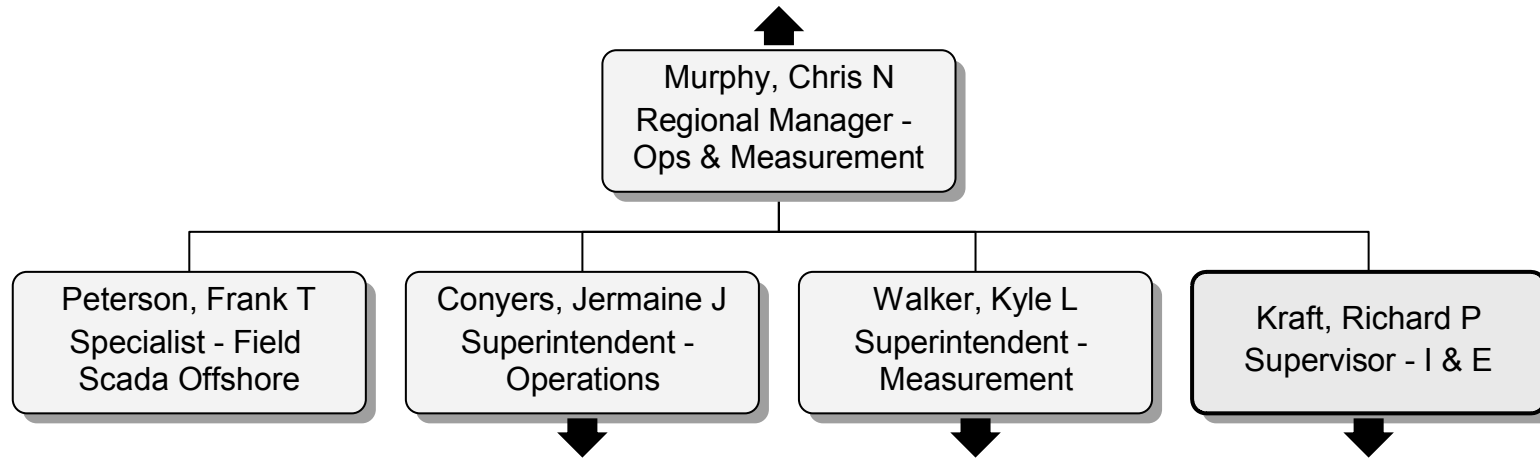 Murphy, Chris N
Regional Manager -
Ops & Measurement
Peterson, Frank T
Specialist - Field
Scada Offshore
Conyers, Jermaine J
Superintendent -
Operations
Walker, Kyle L
Superintendent -
Measurement
Kraft, Richard P
Supervisor - I & E